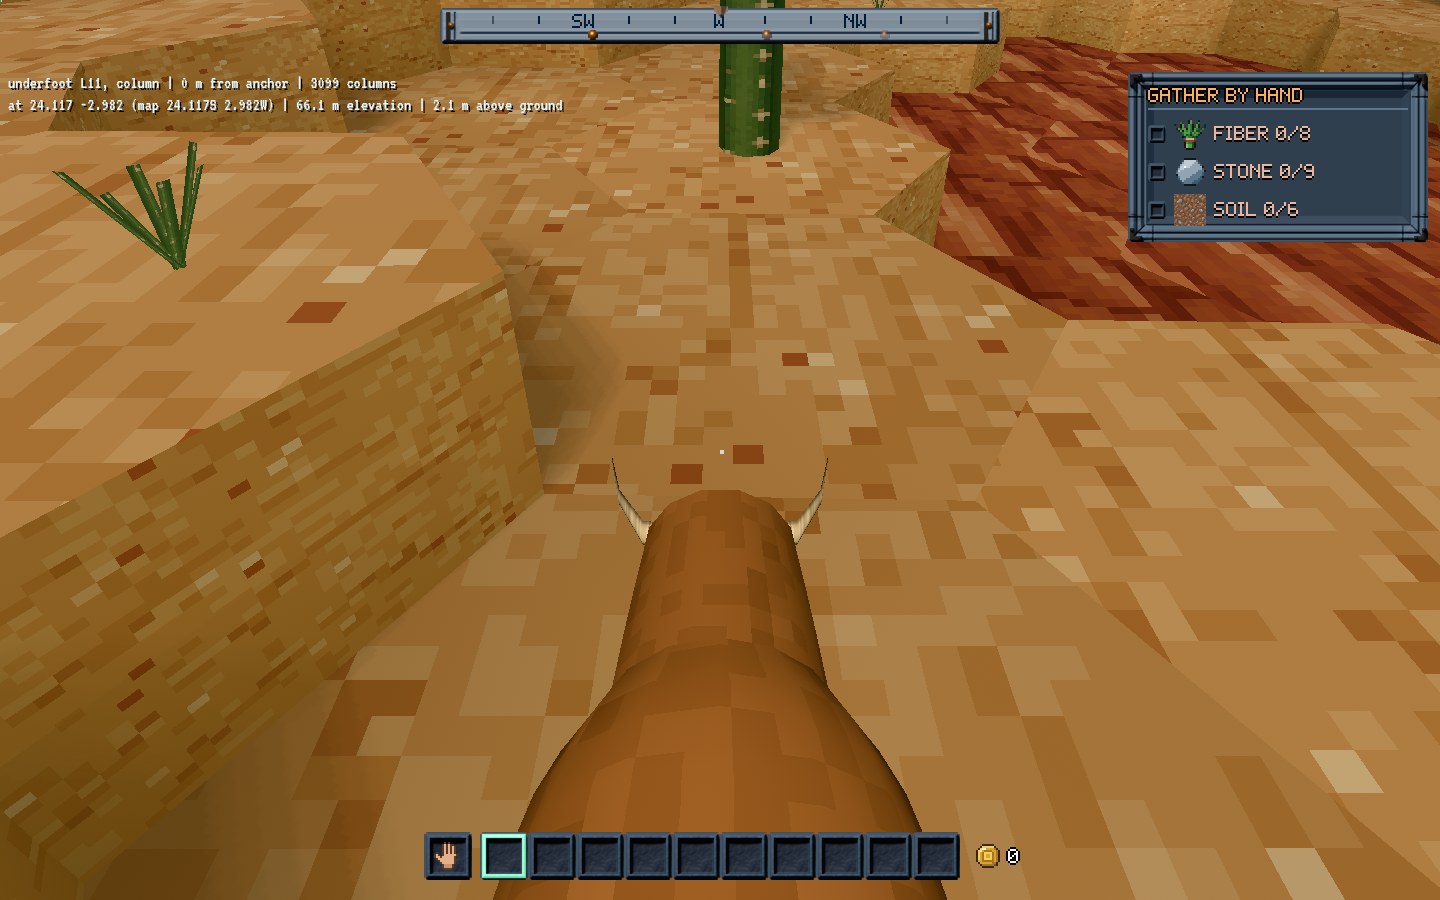 SW W NW
underfoot L11, column | 0 m from anchor | 3099 columns
at 24.117 -2.982 (map 24.117S 2.982W) | 66.1 m elevation | 2.1 m above ground
GATHER BY HAND
FIBER 0/8
STONE 0/9
SOIL 0/6
0